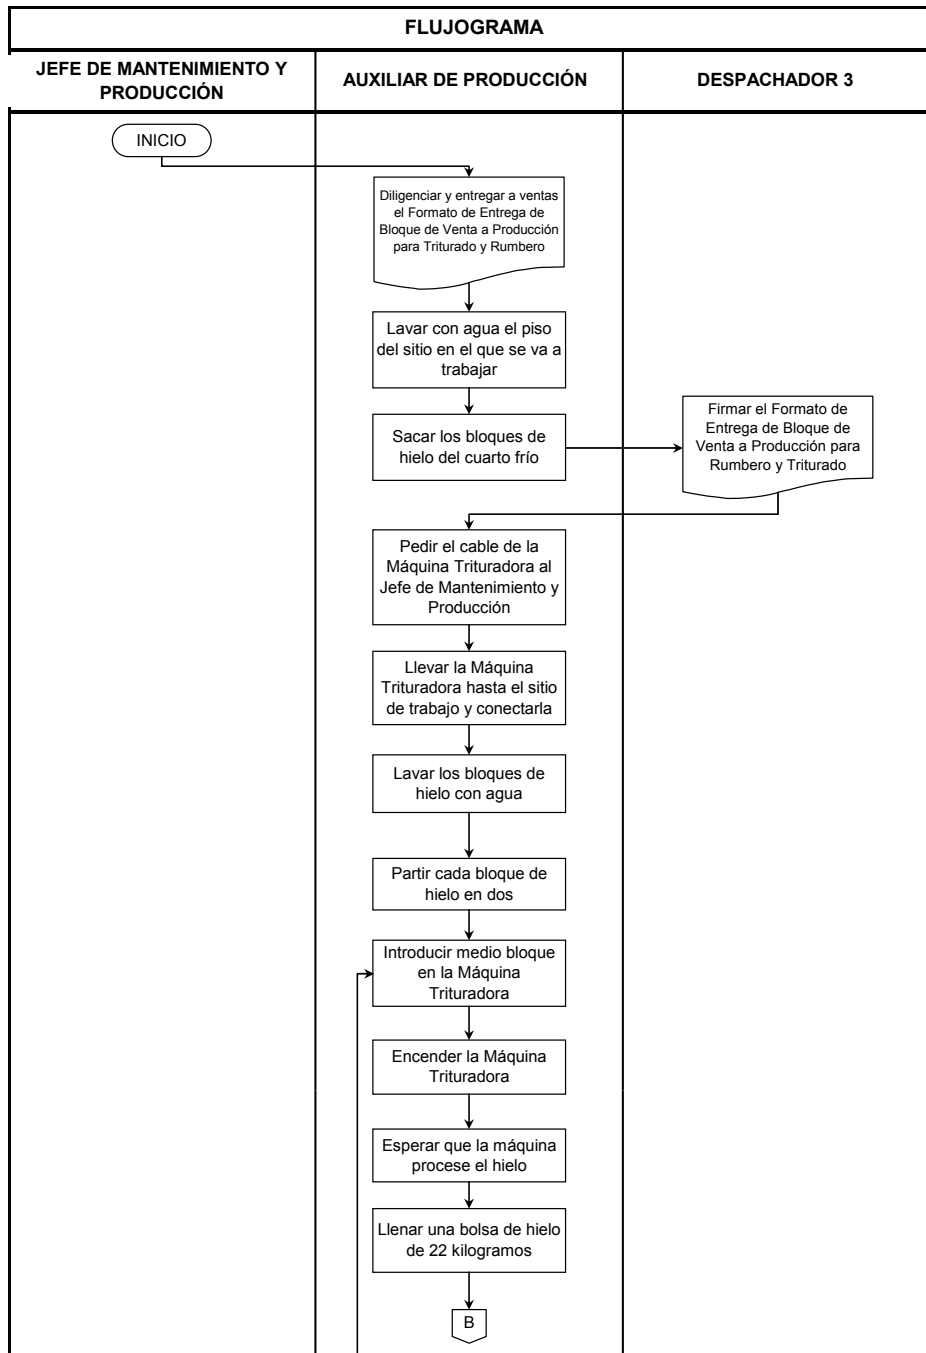 FLUJOGRAMA
JEFE DE MANTENIMIENTO Y
PRODUCCIÓN
AUXILIAR DE PRODUCCIÓN
DESPACHADOR 3
INICIO
Diligenciar y entregar a ventas
el Formato de Entrega de
Bloque de Venta a Producción
para Triturado y Rumbero
Lavar con agua el piso
del sitio en el que se va a
trabajar
Sacar los bloques de
hielo del cuarto frío
Firmar el Formato de
Entrega de Bloque de
Venta a Producción para
Rumbero y Triturado
Pedir el cable de la
Máquina Trituradora al
Jefe de Mantenimiento y
Producción
Llevar la Máquina
Trituradora hasta el sitio
de trabajo y conectarla
Lavar los bloques de
hielo con agua
Partir cada bloque de
hielo en dos
Introducir medio bloque
en la Máquina
Trituradora
Encender la Máquina
Trituradora
Esperar que la máquina
procese el hielo
Llenar una bolsa de hielo
de 22 kilogramos
B